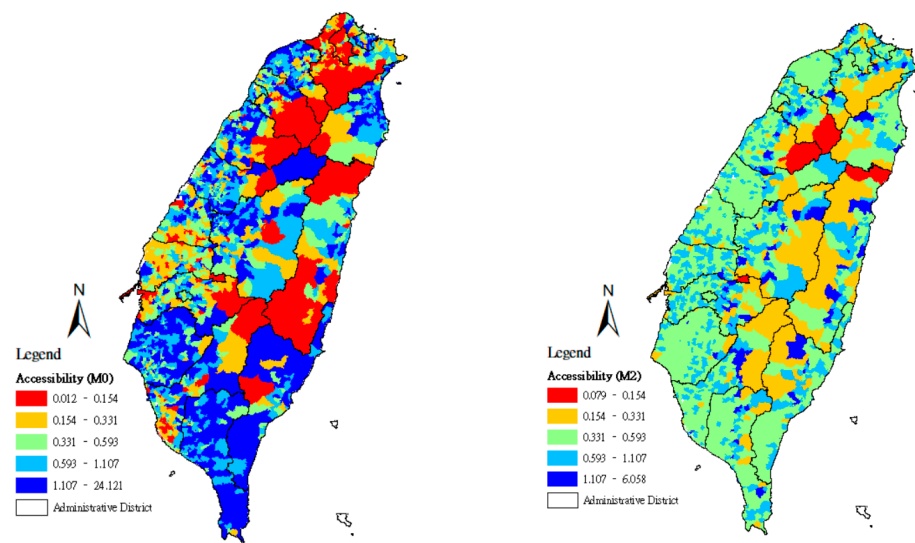 N
Legend
Accessibility (M0)
0.012 - 0.154
0.154 - 0.331
0.331 - 0.593
0.593 - 1.107
1.107 - 24.121
Administrative District
N
Legend
Accessibility (M2)
0.079 - 0.154
0.154 - 0.331
0.331 - 0.593
0.593 - 1.107
1.107 - 6.058
Administrative District